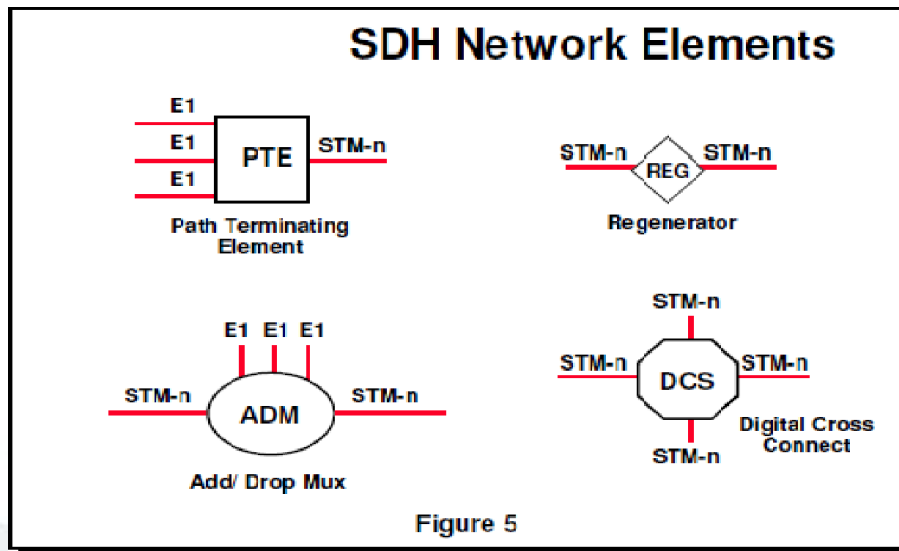 SDH Network Elements
E1
E1
E1
PTE
STM-n
Path Terminating
Element
STM-n
REG
STM-n
Regenerator
E1 E1 E1
STM-n
ADM
STM-n
Add/ Drop Mux
STM-n
STM-n
DCS
STM-n
STM-n
Digital Cross
Connect
Figure 5